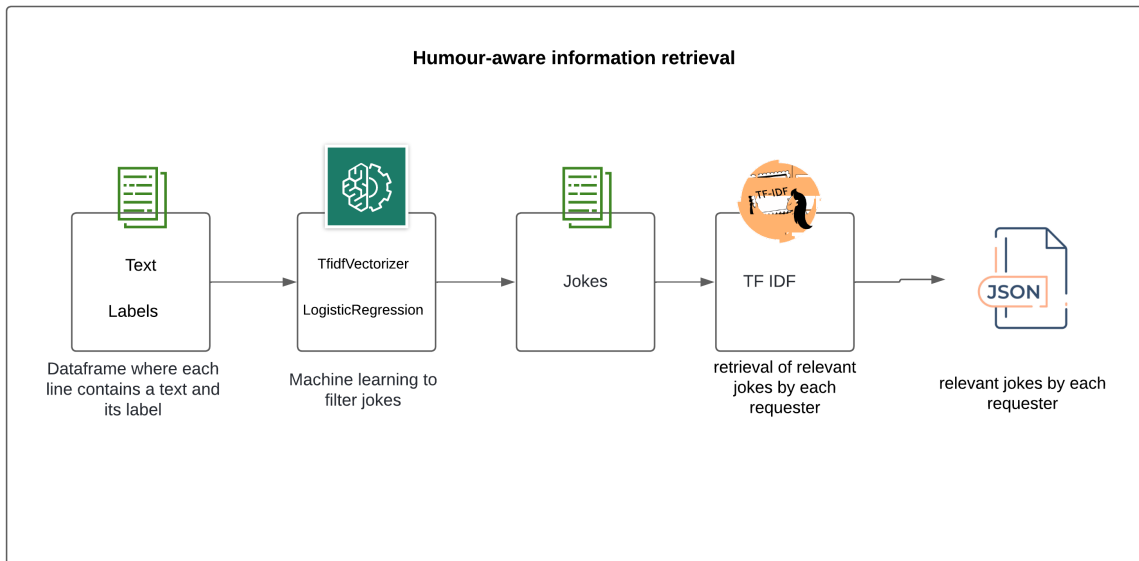 Humour-aware information retrieval
Text
Labels
Dataframe where each
line contains a text and
its label
TfidfVectorizer
LogisticRegression
Machine learning to
filter jokes
Jokes
TF-IDF
TF IDF
retrieval of relevant
jokes by each
requester
JSON
relevant jokes by each
requester